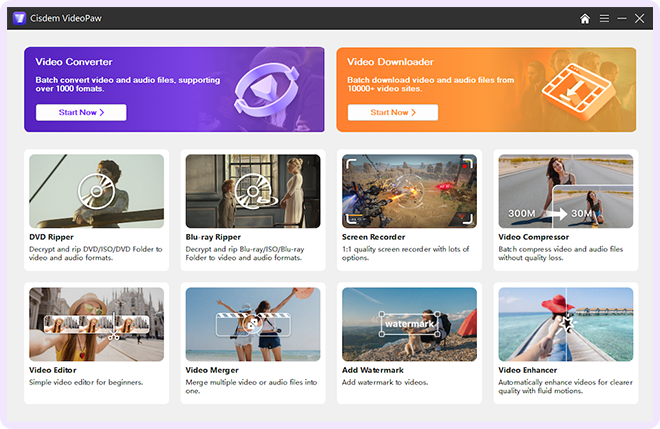 Cisdem VideoPaw
Video Converter
Batch convert video and audio files, supporting
over 1000 fomats.
Start Now
Video Downloader
Batch download video and audio files from
10000+ video sites.
Start Now
DVD Ripper
Decrypt and rip DVD/ISO/DVD Folder to
video and audio formats.
Blu-ray Ripper
Decrypt and rip Blu-ray/ISO/Blu-ray
Folder to video and audio formats.
Screen Recorder
1:1 quality screen recorder with lots of
options.
300M
30M
Video Compressor
Batch compress video and audio files
without quality loss.
Video Editor
Simple video editor for beginners.
Video Merger
Merge multiple video or audio files into
one.
watermark
Add Watermark
Add watermark to videos.
Video Enhancer
Automatically enhance videos for clearer
quality with fluid motions.